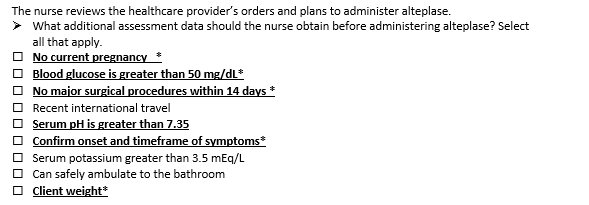 The nurse reviews the healthcare provider's orders and plans to administer alteplase.
➤ What additional assessment data should the nurse obtain before administering alteplase? Select
all that apply.
☐ No current pregnancy *
☐ Blood glucose is greater than 50 mg/dL*
☐ No major surgical procedures within 14 days *
☐ Recent international travel
☐ Serum pH is greater than 7.35
☐ Confirm onset and timeframe of symptoms*
☐ Serum potassium greater than 3.5 mEq/L
☐ Can safely ambulate to the bathroom
☐ Client weight*